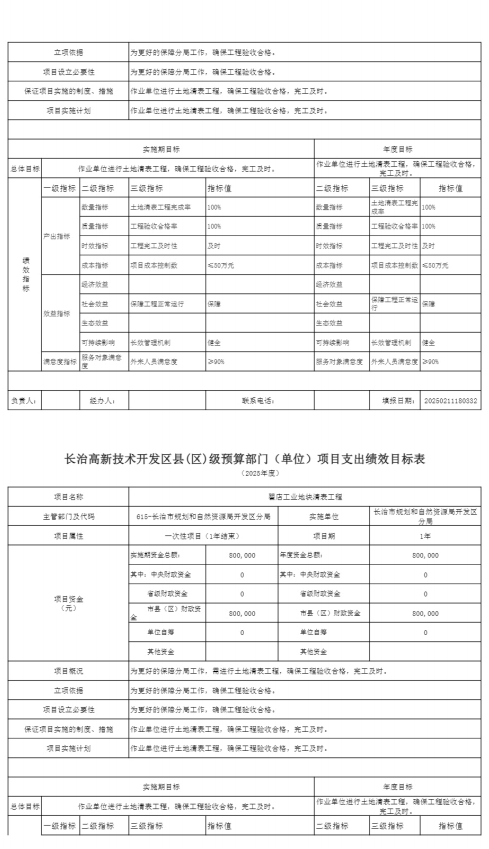 立项依据 为更好的保障分局工作，确保工程验收合格。
项目设立必要性 为更好的保障分局工作，确保工程验收合格。
保证项目实施的制度、措施 作业单位进行土地清表工程，确保工程验收合格，完工及时。
项目实施计划 作业单位进行土地清表工程，确保工程验收合格，完工及时。
实施期目标 年度目标
总体目标 作业单位进行土地清表工程，确保工程验收合格，完工及时。 作业单位进行土地清表工程，确保工程验收合格，
完工及时。
一级指标 二级指标 三级指标 指标值 二级指标 三级指标 指标值
绩效指标
产出指标 数量指标 土地清表工程完成率 100% 数量指标 土地清表工程完
成率 100%
质量指标 工程验收合格率 100% 质量指标 工程验收合格率 100%
时效指标 工程完工及时性 及时 时效指标 工程完工及时性 及时
成本指标 项目成本控制数 ≤80万元 成本指标 项目成本控制数 ≤80万元
效益指标 经济效益 经济效益
社会效益 保障工程正常运行 保障 社会效益 保障工程正常运
行 保障
生态效益 生态效益
可持续影响 长效管理机制 健全 可持续影响 长效管理机制 健全
满意度指标 服务对象满意
度 外来人员满意度 ≥90% 服务对象满意度 外来人员满意度 ≥90%
负责人： 经办人： 联系电话： 填报日期： 20250211180332
长治高新技术开发区县(区)级预算部门（单位）项目支出绩效目标表
（2025年度）
项目名称 暂店工业地块清表工程
主管部门及代码 615-长治市规划和自然资源局开发区分局 实施单位 长治市规划和自然资源局开发区
分局
项目属性 一次性项目（1年结束） 项目期 1年
项目资金
（元）
实施期资金总额： 800,000 年度资金总额： 800,000
其中：中央财政资金 0 其中：中央财政资金 0
省级财政资金 0 省级财政资金 0
市县（区）财政资
金 800,000 市县（区）财政资金 800,000
单位自筹 0 单位自筹 0
其他资金 其他资金
项目概况 为更好的保障分局工作，需进行土地清表工程，确保工程验收合格，完工及时。
立项依据 为更好的保障分局工作，确保工程验收合格。
项目设立必要性 为更好的保障分局工作，确保工程验收合格。
保证项目实施的制度、措施 作业单位进行土地清表工程，确保工程验收合格，完工及时。
项目实施计划 作业单位进行土地清表工程，确保工程验收合格，完工及时。
实施期目标 年度目标
总体目标 作业单位进行土地清表工程，确保工程验收合格，完工及时。 作业单位进行土地清表工程，确保工程验收合格，
完工及时。
一级指标 二级指标 三级指标 指标值 二级指标 三级指标 指标值